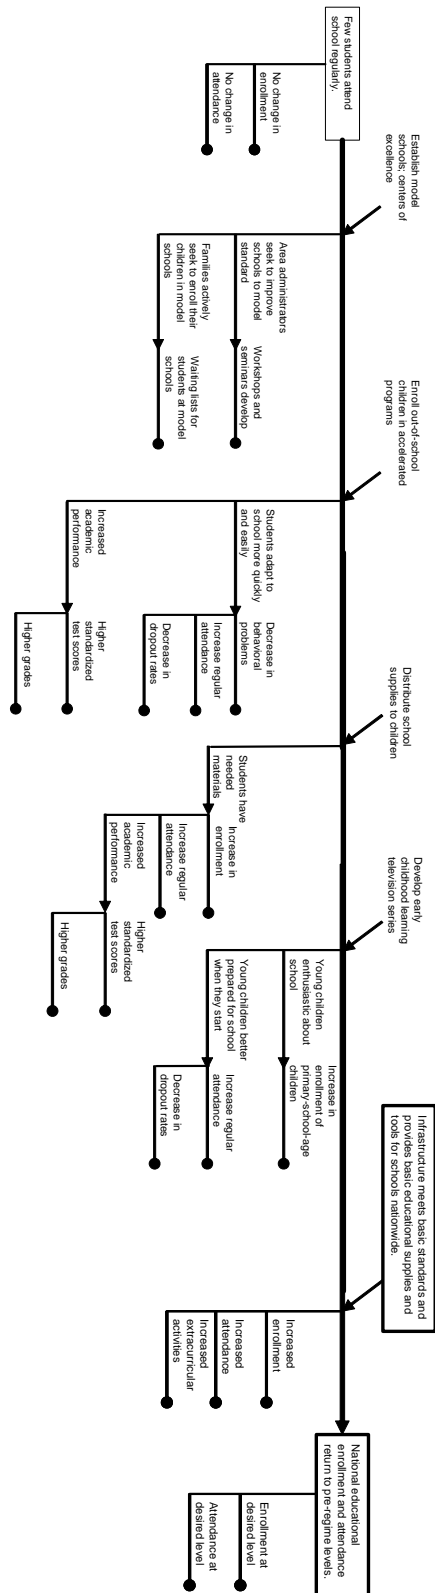 Few students attend
school regularly.
No change in
enrollment
No change in
attendance
Establish model
schools; centers of
excellence
Area administrators
seek to improve
schools to model
standard
Workshops and
seminars develop
Families actively
seek to enroll their
children in model
schools
Waiting lists for
students at model
schools
Enroll out-of-school
children in accelerated
programs
Students adapt to
school more quickly
and easily
Decrease in
behavioral
problems
Increase regular
attendance
Decrease in
dropout rates
Increased
academic
performance
Higher
standardized
test scores
Higher grades
Distribute school
supplies to children
Students have
needed
materials
Increase in
enrollment
Increase regular
attendance
Increased
academic
performance
Higher
standardized
test scores
Higher grades
Develop early
childhood learning
television series
Young children
enthusiastic about
school
Increase in
enrollment of
primary-school-age
children
Young children better
prepared for school
when they start
Increase regular
attendance
Decrease in
dropout rates
Infrastructure meets basic standards and
provides basic educational supplies and
tools for schools nationwide.
Increased
enrollment
Increased
attendance
Increased
extracurricular
activities
National educational
enrollment and attendance
return to pre-regime levels.
Enrollment at
desired level
Attendance at
desired level